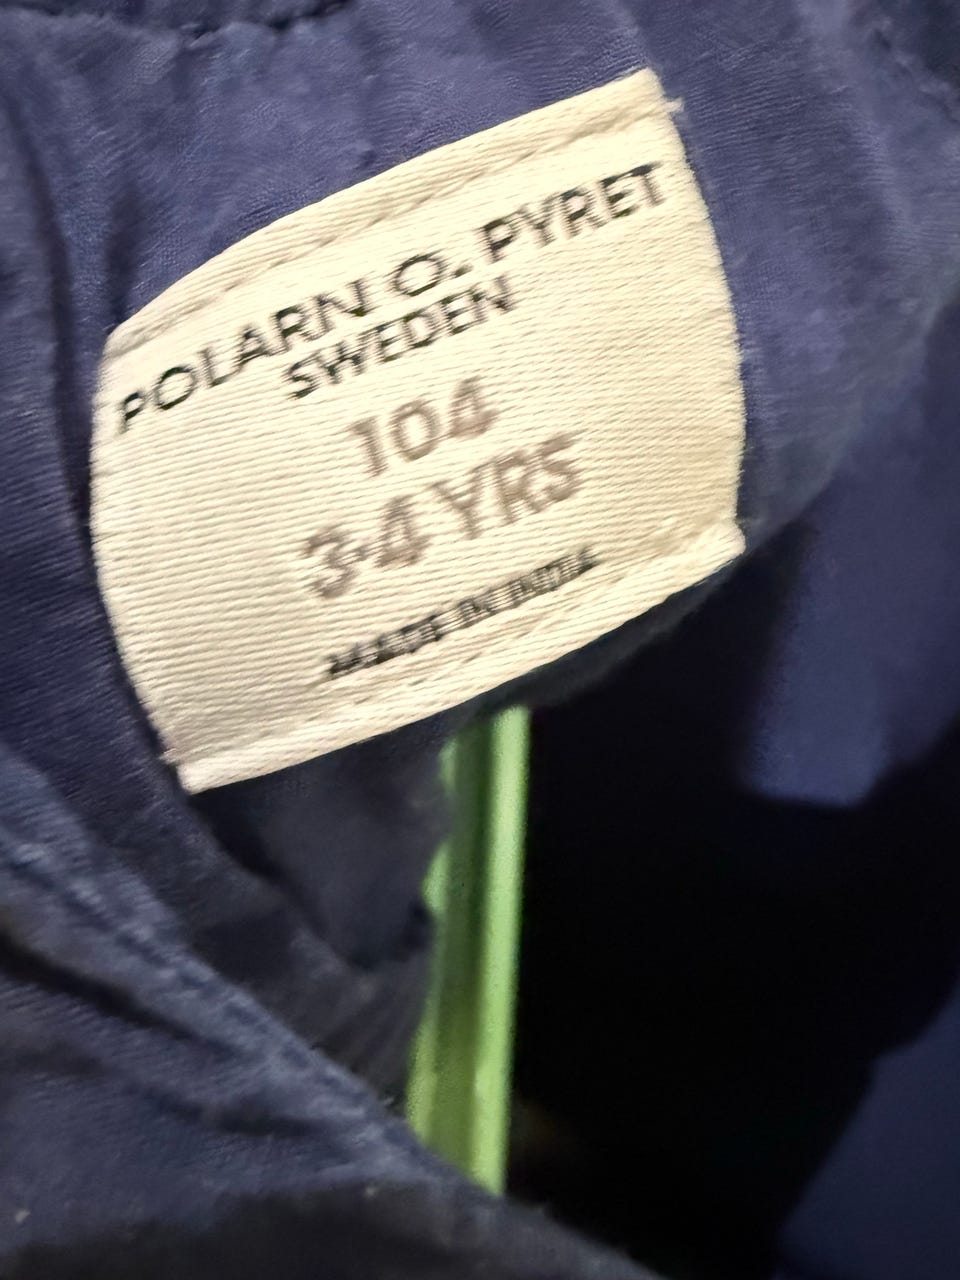 POLARN O. PYRET
SWEDEN
104
3-4 YRS
MADE IN INDIA